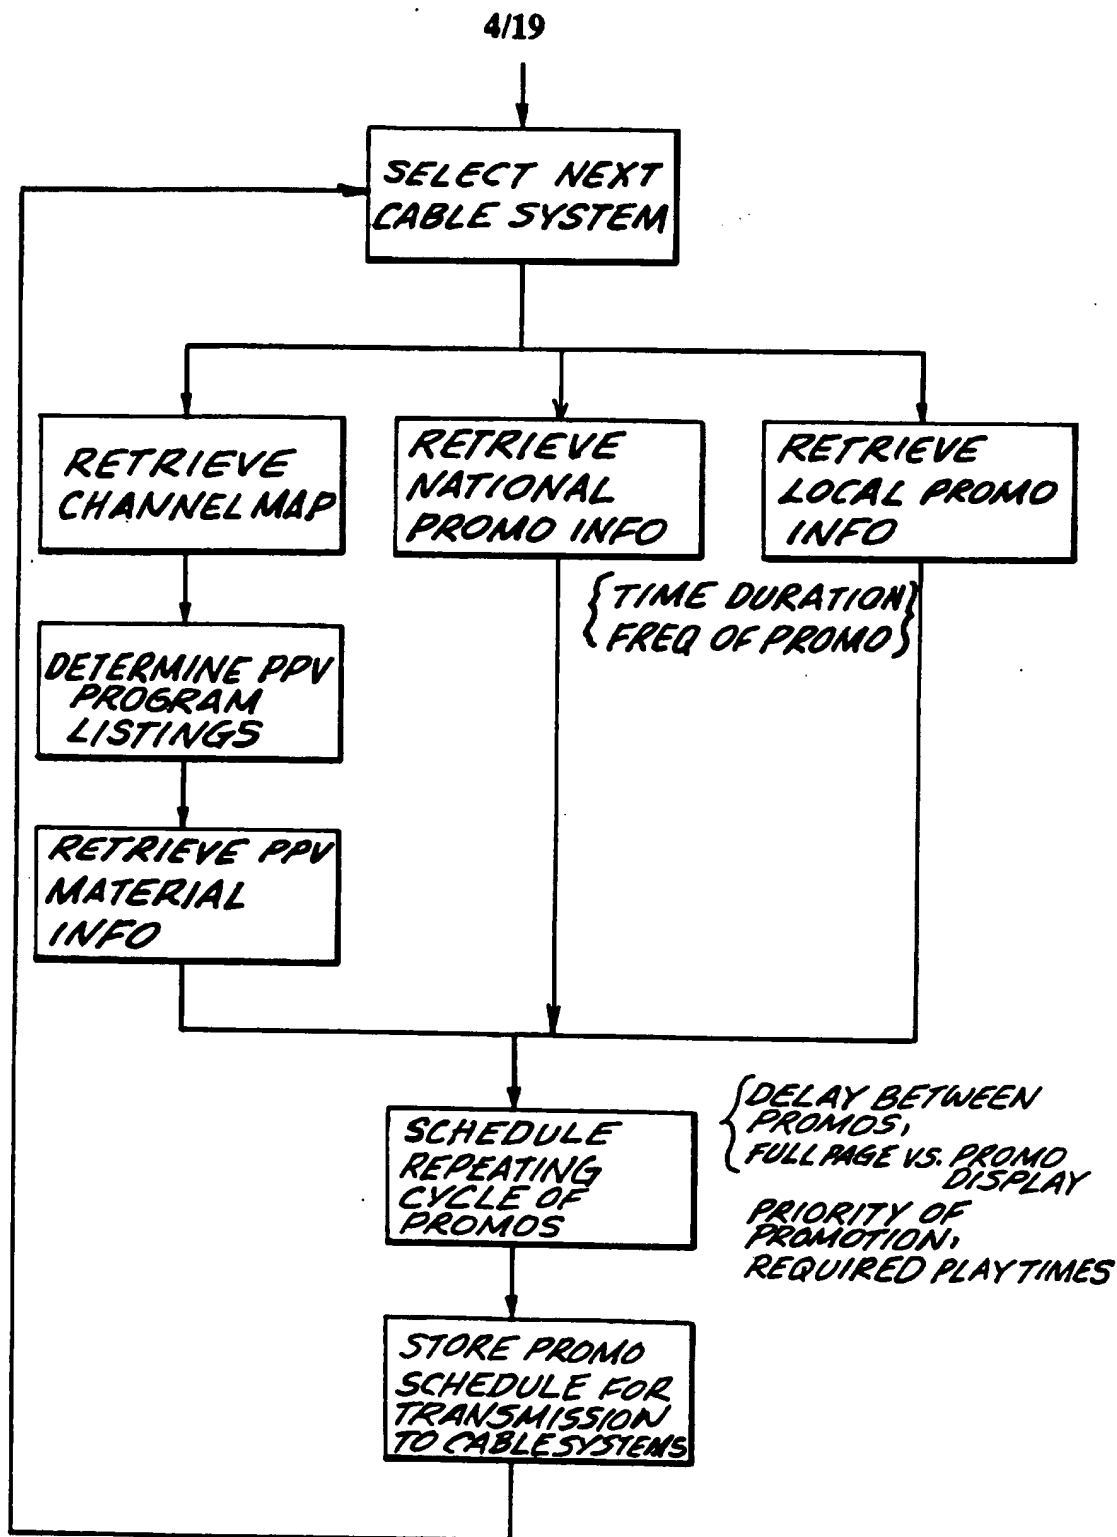 4/19
SELECT NEXT
CABLE SYSTEM
RETRIEVE
CHANNEL MAP
RETRIEVE
NATIONAL
PROMO INFO
RETRIEVE
LOCAL PROMO
INFO
{TIME DURATION}
{FREQ OF PROMO}
DETERMINE PPV
PROGRAM
LISTINGS
RETRIEVE PPV
MATERIAL
INFO
SCHEDULE
REPEATING
CYCLE OF
PROMOS
{DELAY BETWEEN
PROMOS,
FULL PAGE VS. PROMO
DISPLAY
PRIORITY OF
PROMOTION,
REQUIRED PLAYTIMES
STORE PROMO
SCHEDULE FOR
TRANSMISSION
TO CABLE SYSTEMS